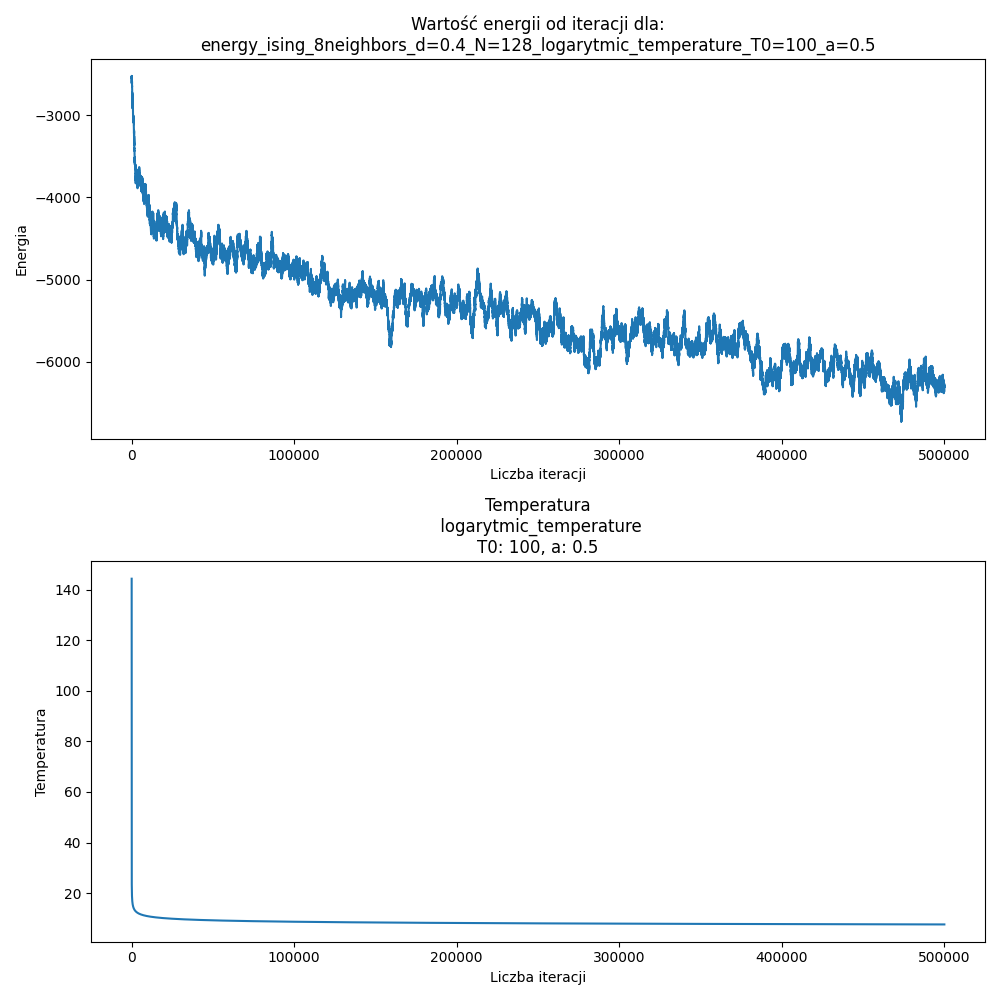 Wartość energii od iteracji dla:
energy_ising_8neighbors_d=0.4_N=128_logarytmic_temperature_T0=100_a=0.5
Energia
−3000
−4000
−5000
−6000
0 100000 200000 300000 400000 500000
Liczba iteracji
Temperatura
logarytmic_temperature
T0: 100, a: 0.5
Temperatura
140
120
100
80
60
40
20
0 100000 200000 300000 400000 500000
Liczba iteracji